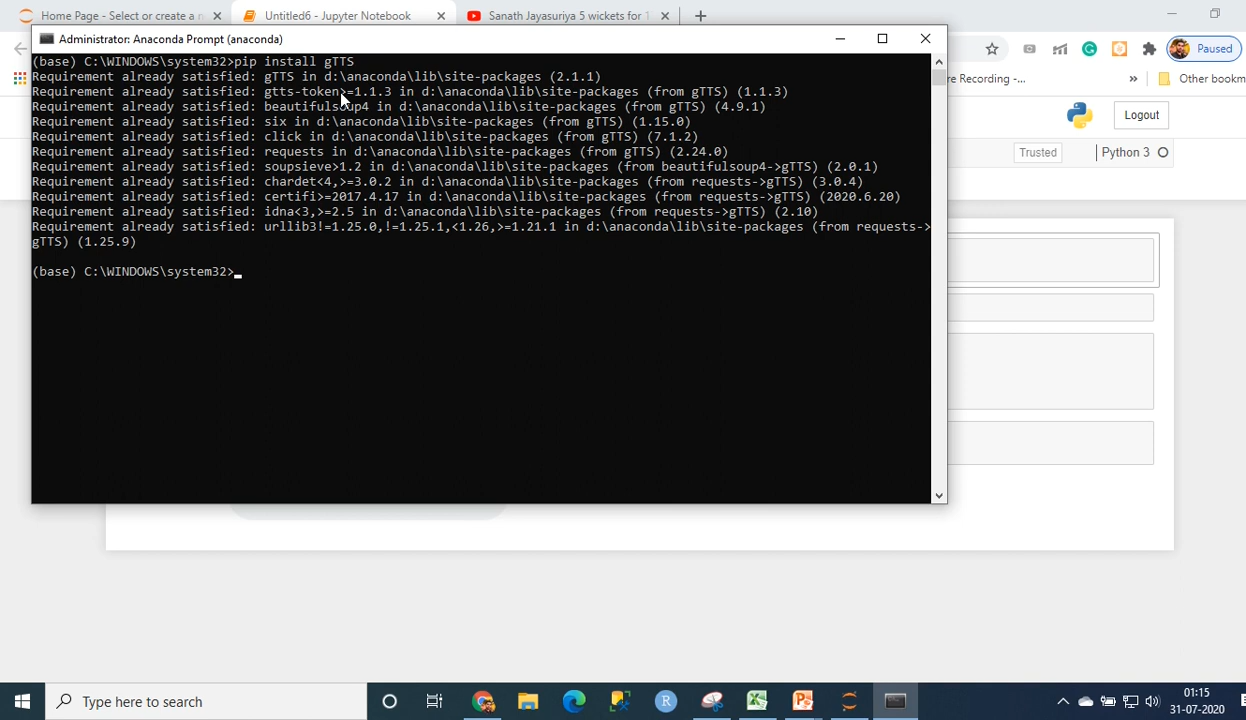 Home Page - Select or create a n
Untitled6 - Jupyter Notebook
Sanath Jayasuriya 5 wickets for 1
Administrator: Anaconda Prompt (anaconda)
Paused
re Recording -...
»
Other bookm
Logout
Trusted
Python 3
(base) C:\WINDOWS\system32>pip install gTTS
Requirement already satisfied: gTTS in d:\anaconda\lib\site-packages (2.1.1)
Requirement already satisfied: gtts-token>=1.1.3 in d:\anaconda\lib\site-packages (from gTTS) (1.1.3)
Requirement already satisfied: beautifulsoup4 in d:\anaconda\lib\site-packages (from gTTS) (4.9.1)
Requirement already satisfied: six in d:\anaconda\lib\site-packages (from gTTS) (1.15.0)
Requirement already satisfied: click in d:\anaconda\lib\site-packages (from gTTS) (7.1.2)
Requirement already satisfied: requests in d:\anaconda\lib\site-packages (from gTTS) (2.24.0)
Requirement already satisfied: soupsieve>1.2 in d:\anaconda\lib\site-packages (from beautifulsoup4->gTTS) (2.0.1)
Requirement already satisfied: chardet<4,>=3.0.2 in d:\anaconda\lib\site-packages (from requests->gTTS) (3.0.4)
Requirement already satisfied: certifi>=2017.4.17 in d:\anaconda\lib\site-packages (from requests->gTTS) (2020.6.20)
Requirement already satisfied: idna<3,>=2.5 in d:\anaconda\lib\site-packages (from requests->gTTS) (2.10)
Requirement already satisfied: urllib3!=1.25.0,!=1.25.1,<1.26,>=1.21.1 in d:\anaconda\lib\site-packages (from requests->
gTTS) (1.25.9)
(base) C:\WINDOWS\system32>
Type here to search
01:15
31-07-2020